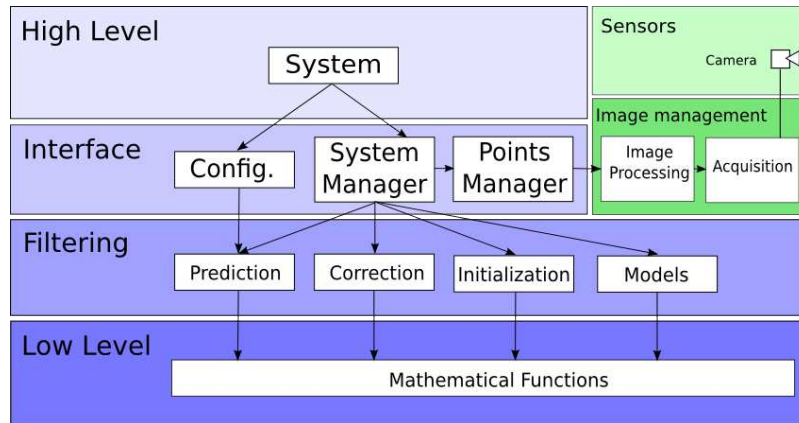 High Level
System
Sensors
Camera
Image management
Image
Processing
Acquisition
Interface
Config.
System
Manager
Points
Manager
Filtering
Prediction
Correction
Initialization
Models
Low Level
Mathematical Functions